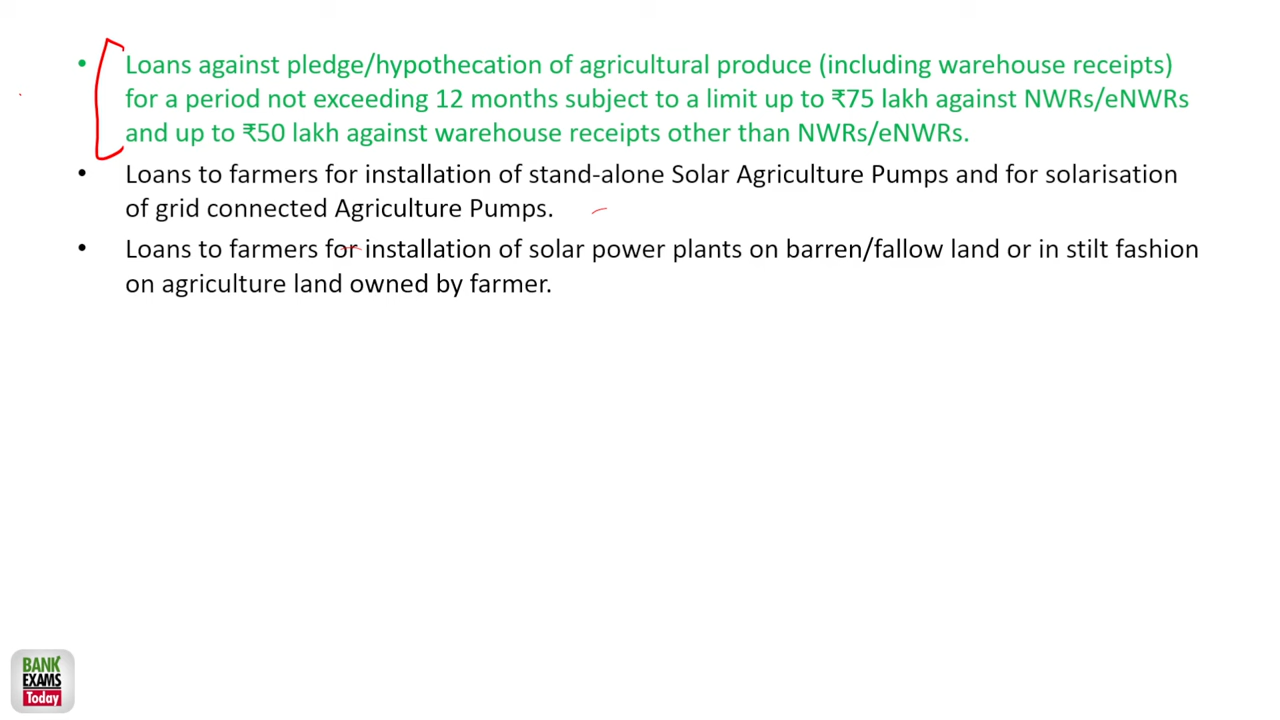 • Loans against pledge/hypothecation of agricultural produce (including warehouse receipts)
for a period not exceeding 12 months subject to a limit up to ₹75 lakh against NWRs/eNWRs
and up to ₹50 lakh against warehouse receipts other than NWRs/eNWRs.
• Loans to farmers for installation of stand-alone Solar Agriculture Pumps and for solarisation
of grid connected Agriculture Pumps.
• Loans to farmers for installation of solar power plants on barren/fallow land or in stilt fashion
on agriculture land owned by farmer.
BANK
EXAMS
Today